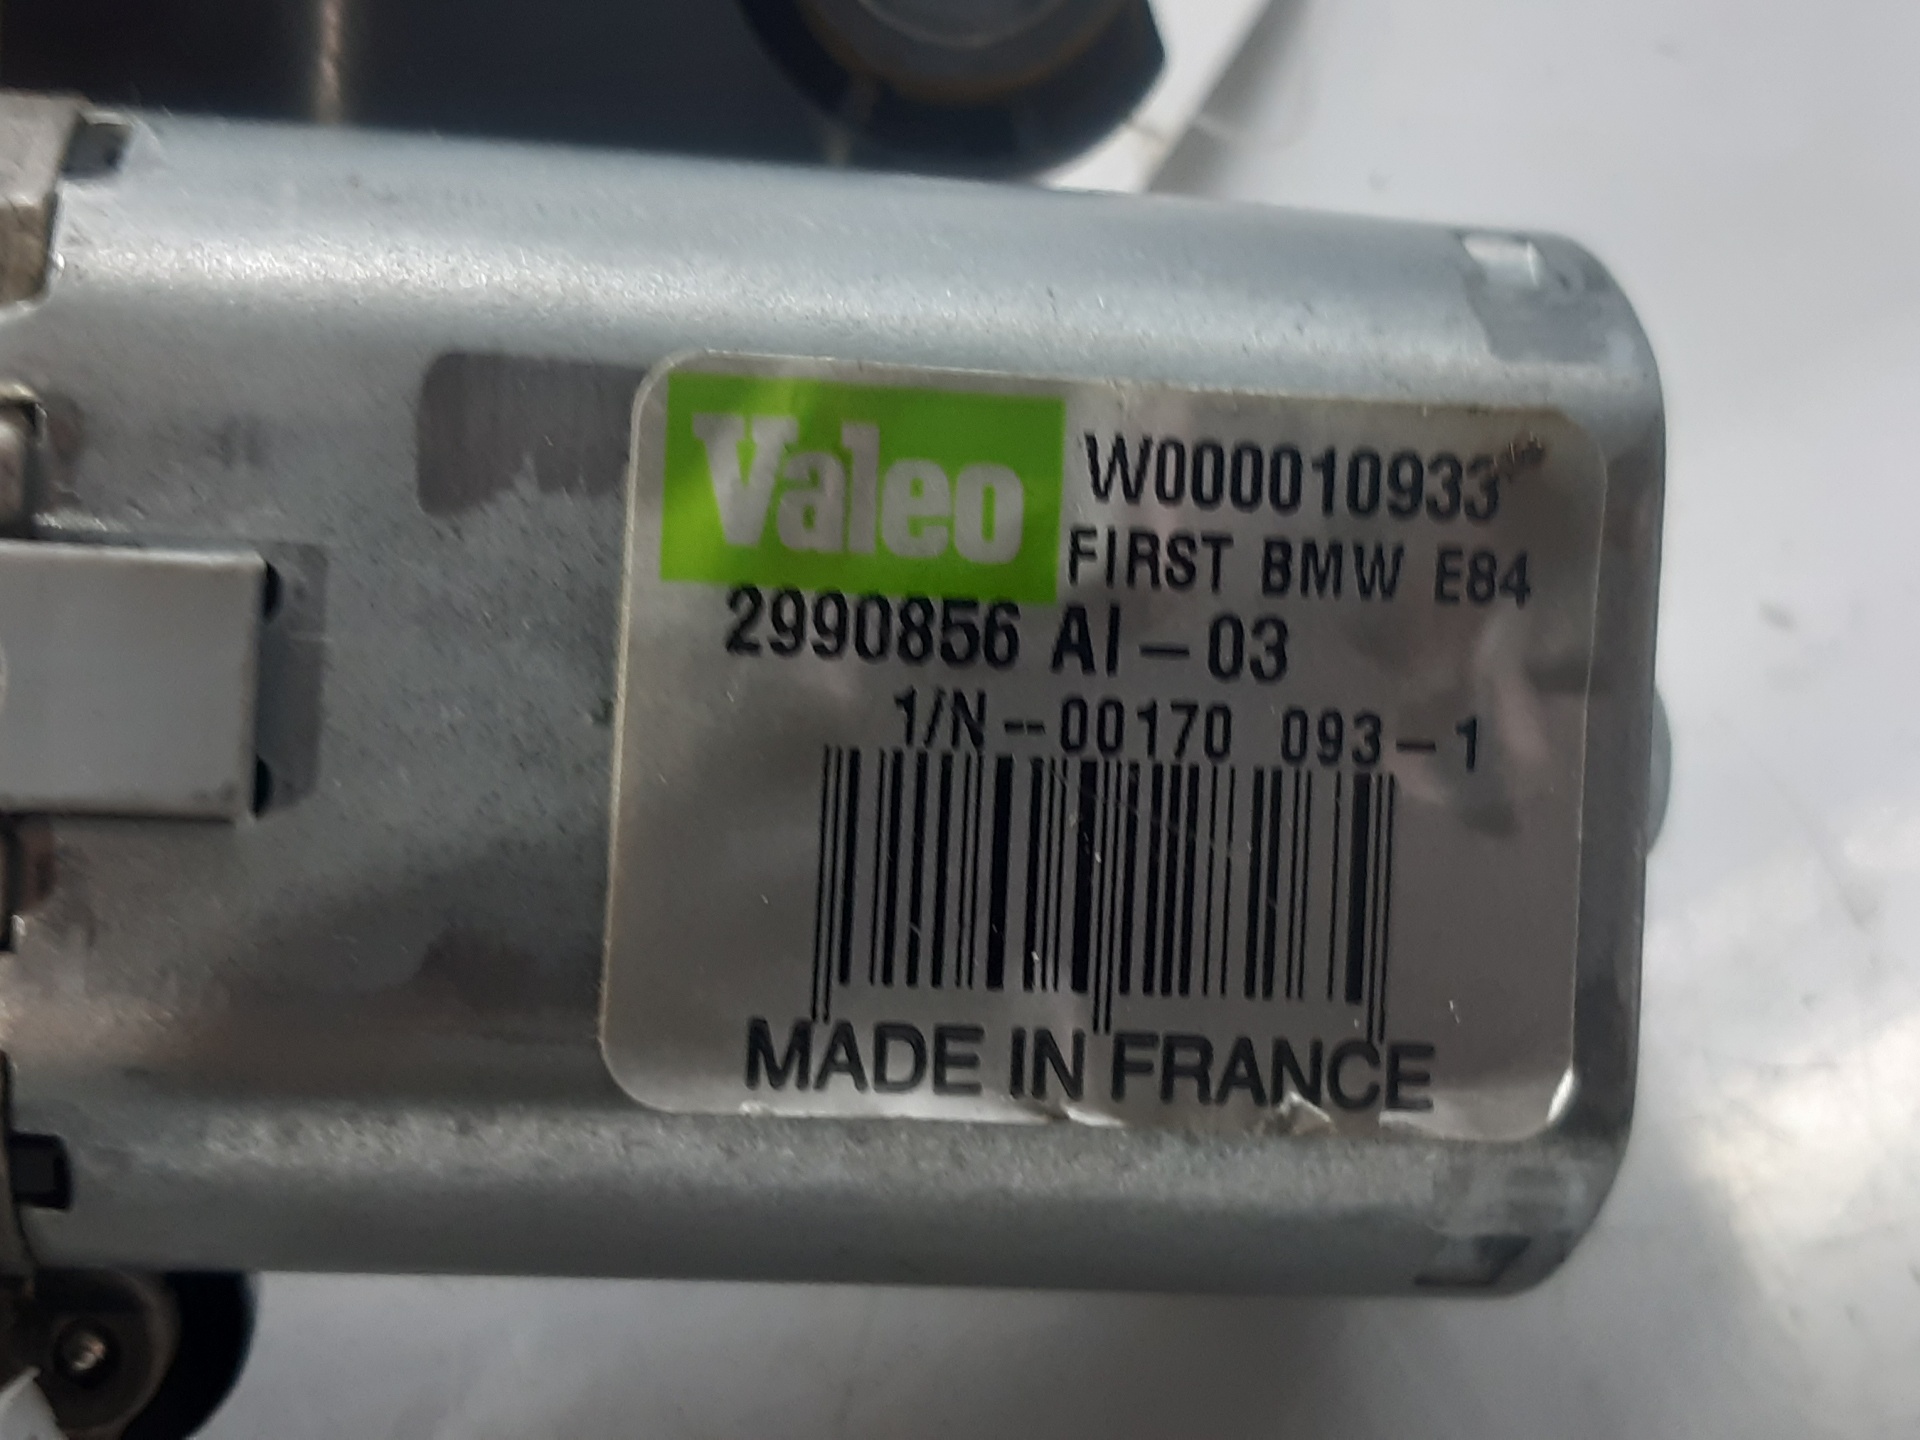 Valeo
W000010933
FIRST BMW E84
2990856 AI-03
1/N--00170 093-1
MADE IN FRANCE